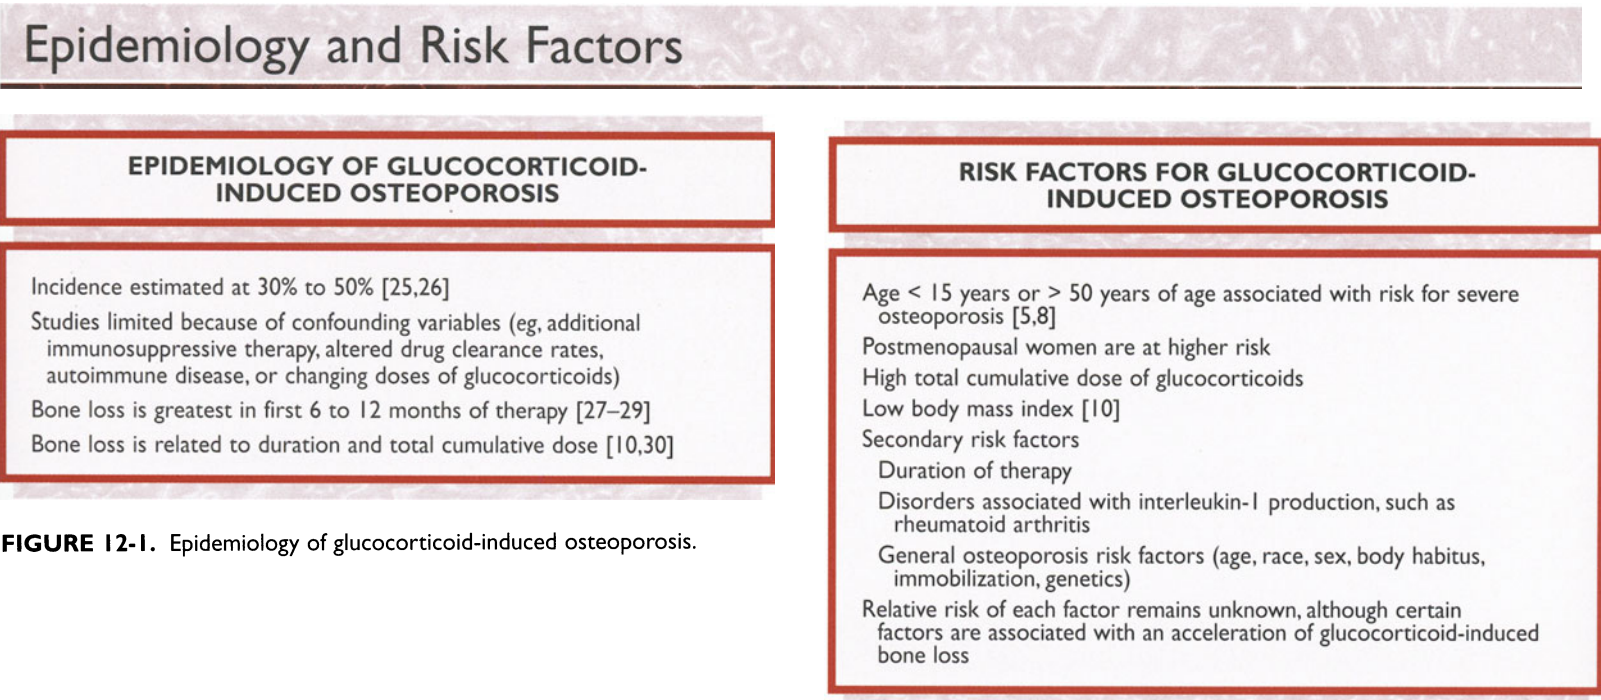 Epidemiology and Risk Factors
EPIDEMIOLOGY OF GLUCOCORTICOID-
INDUCED OSTEOPOROSIS
Incidence estimated at 30% to 50% [25,26]
Studies limited because of confounding variables (eg, additional
immunosuppressive therapy, altered drug clearance rates,
autoimmune disease, or changing doses of glucocorticoids)
Bone loss is greatest in first 6 to 12 months of therapy [27–29]
Bone loss is related to duration and total cumulative dose [10,30]
FIGURE 12-1. Epidemiology of glucocorticoid-induced osteoporosis.
RISK FACTORS FOR GLUCOCORTICOID-
INDUCED OSTEOPOROSIS
Age < 15 years or > 50 years of age associated with risk for severe
osteoporosis [5,8]
Postmenopausal women are at higher risk
High total cumulative dose of glucocorticoids
Low body mass index [10]
Secondary risk factors
Duration of therapy
Disorders associated with interleukin-1 production, such as
rheumatoid arthritis
General osteoporosis risk factors (age, race, sex, body habitus,
immobilization, genetics)
Relative risk of each factor remains unknown, although certain
factors are associated with an acceleration of glucocorticoid-induced
bone loss